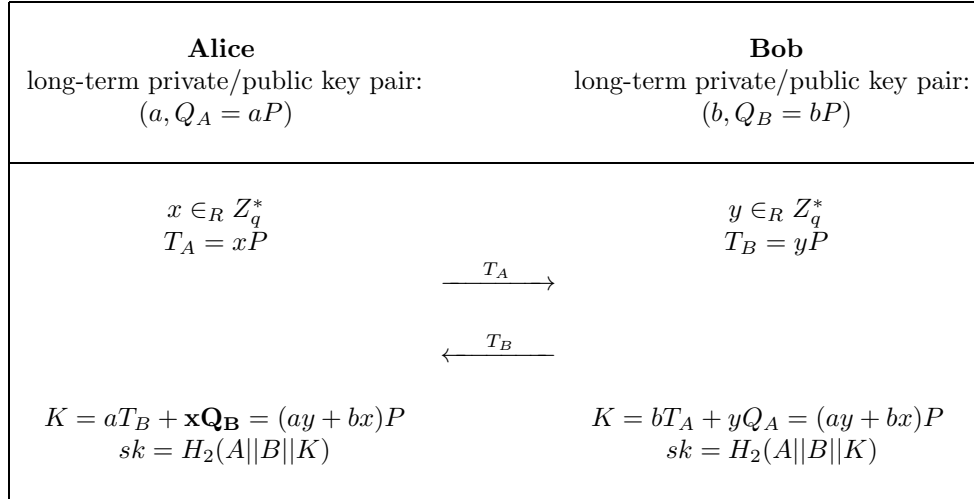 Alice Bob
long-term private/public key pair: long-term private/public key pair:
(a, Q_A = aP) (b, Q_B = bP)
x ∈_R Z_q^* y ∈_R Z_q^*
T_A = xP T_B = yP
T_A
T_B
K = aT_B + xQ_B = (ay + bx)P K = bT_A + yQ_A = (ay + bx)P
sk = H_2(A||B||K) sk = H_2(A||B||K)